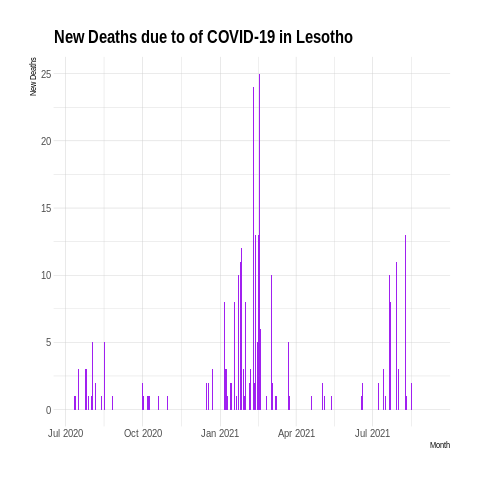 New Deaths due to of COVID-19 in Lesotho
New Deaths
25
20
15
10
5
0
Jul 2020 Oct 2020 Jan 2021 Apr 2021 Jul 2021
Month